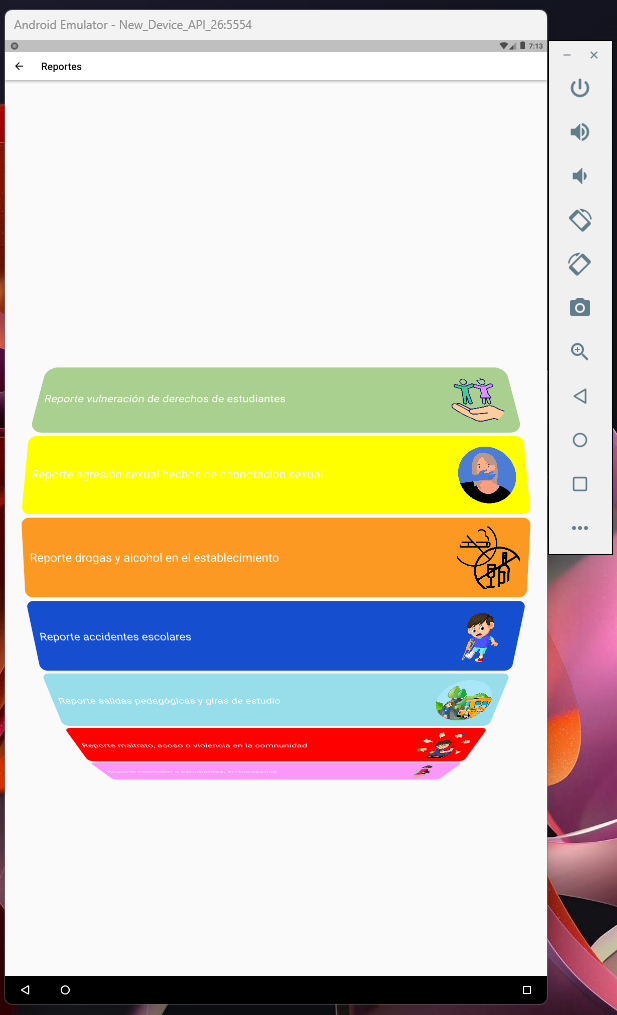 Android Emulator - New_Device_API_26:5554
7:13
Reportes
Reporte vulneración de derechos de estudiantes
Reporte agresión sexual hechos de connotacion sexual
Reporte drogas y alcohol en el establecimiento
Reporte accidentes escolares
Reporte salidas pedagógicas y giras de estudio
Reporte maltrato, acoso o violencia en la comnunidad